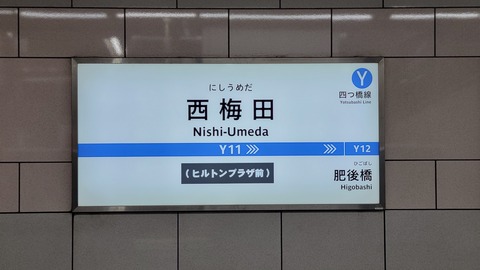 にしうめだ
西梅田
Nishi-Umeda
Y11
(ヒルトンプラザ前)
Y
四つ橋線
Yotsubashi Line
Y12
ひごばし
肥後橋
Higobashi